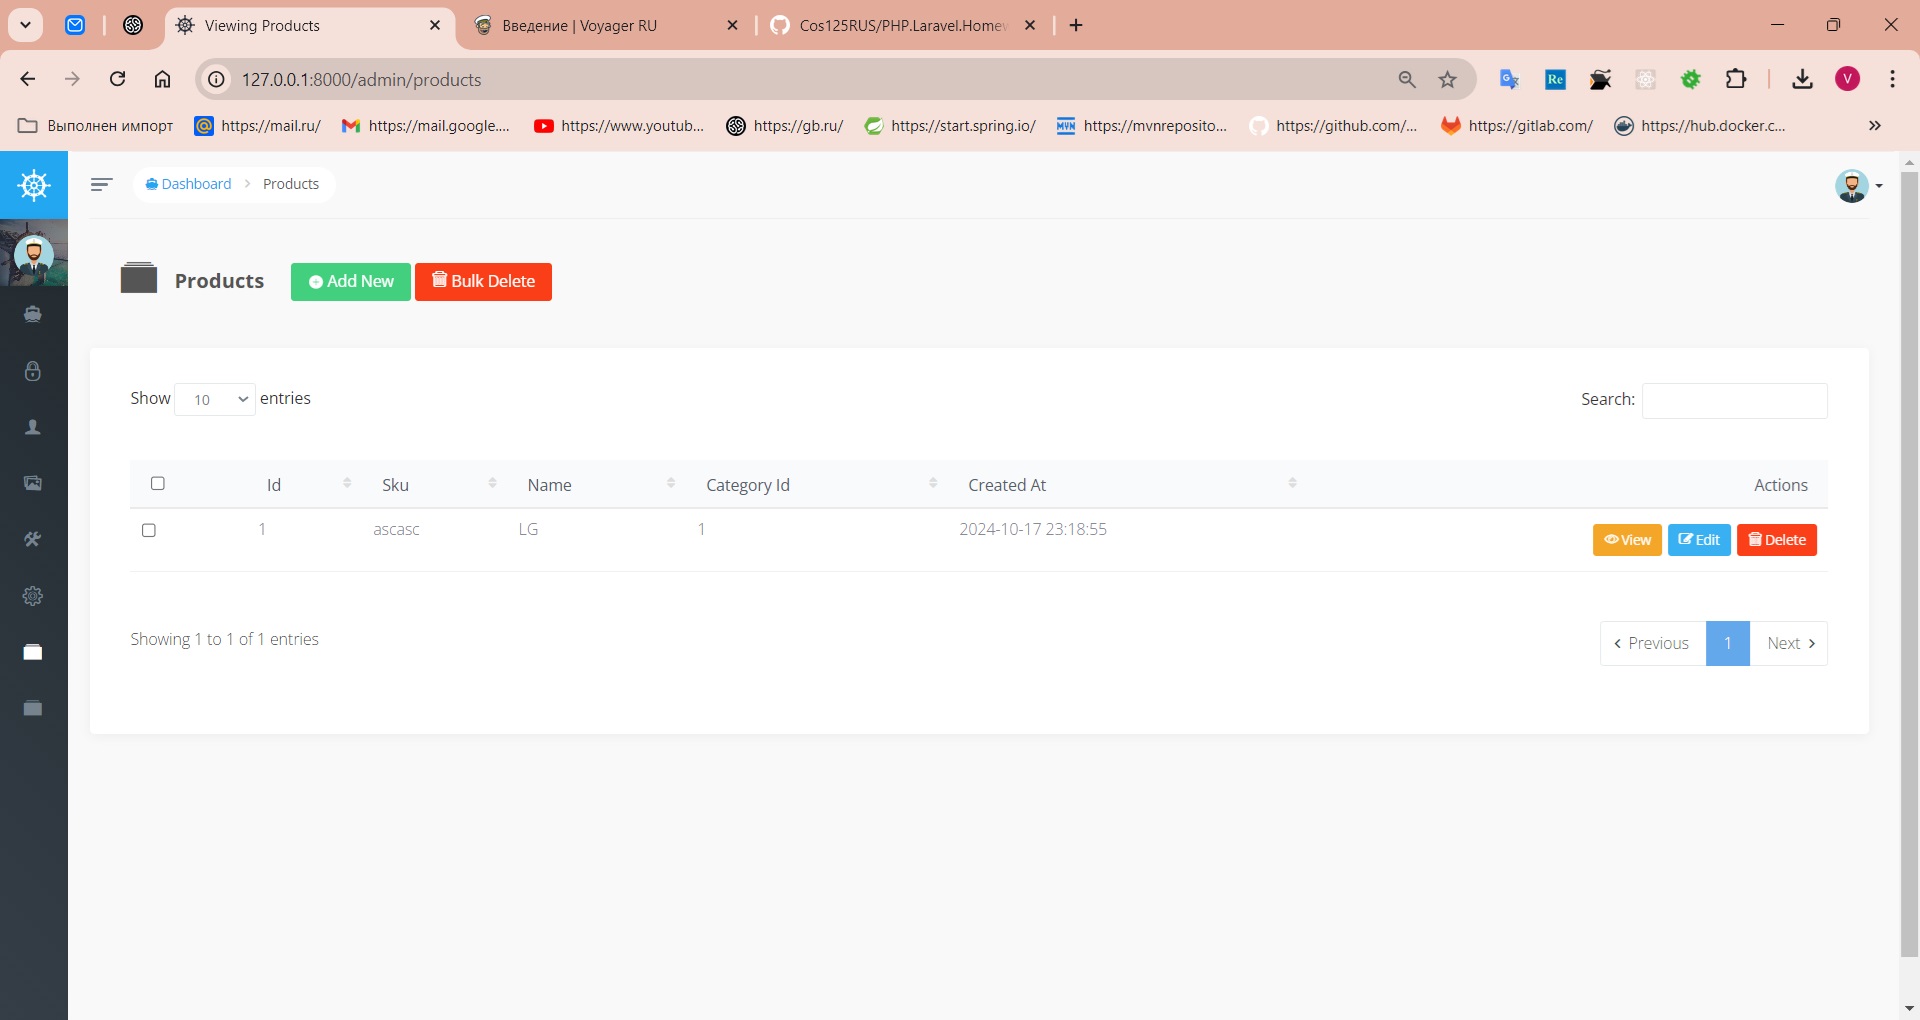 Viewing Products
Введение | Voyager RU
Cos125RUS/PHP.Laravel.Homew
127.0.0.1:8000/admin/products
Re
V
Выполнен импорт
https://mail.ru/
https://mail.google....
https://www.youtub...
https://gb.ru/
https://start.spring.io/
MVN
https://mvnreposito...
https://github.com/...
https://gitlab.com/
https://hub.docker.c...
Dashboard
Products
Products
Add New
Bulk Delete
Show 10 entries
Search:
Id Sku Name Category Id Created At Actions
1 ascasc LG 1 2024-10-17 23:18:55 View Edit Delete
Showing 1 to 1 of 1 entries
Previous 1 Next